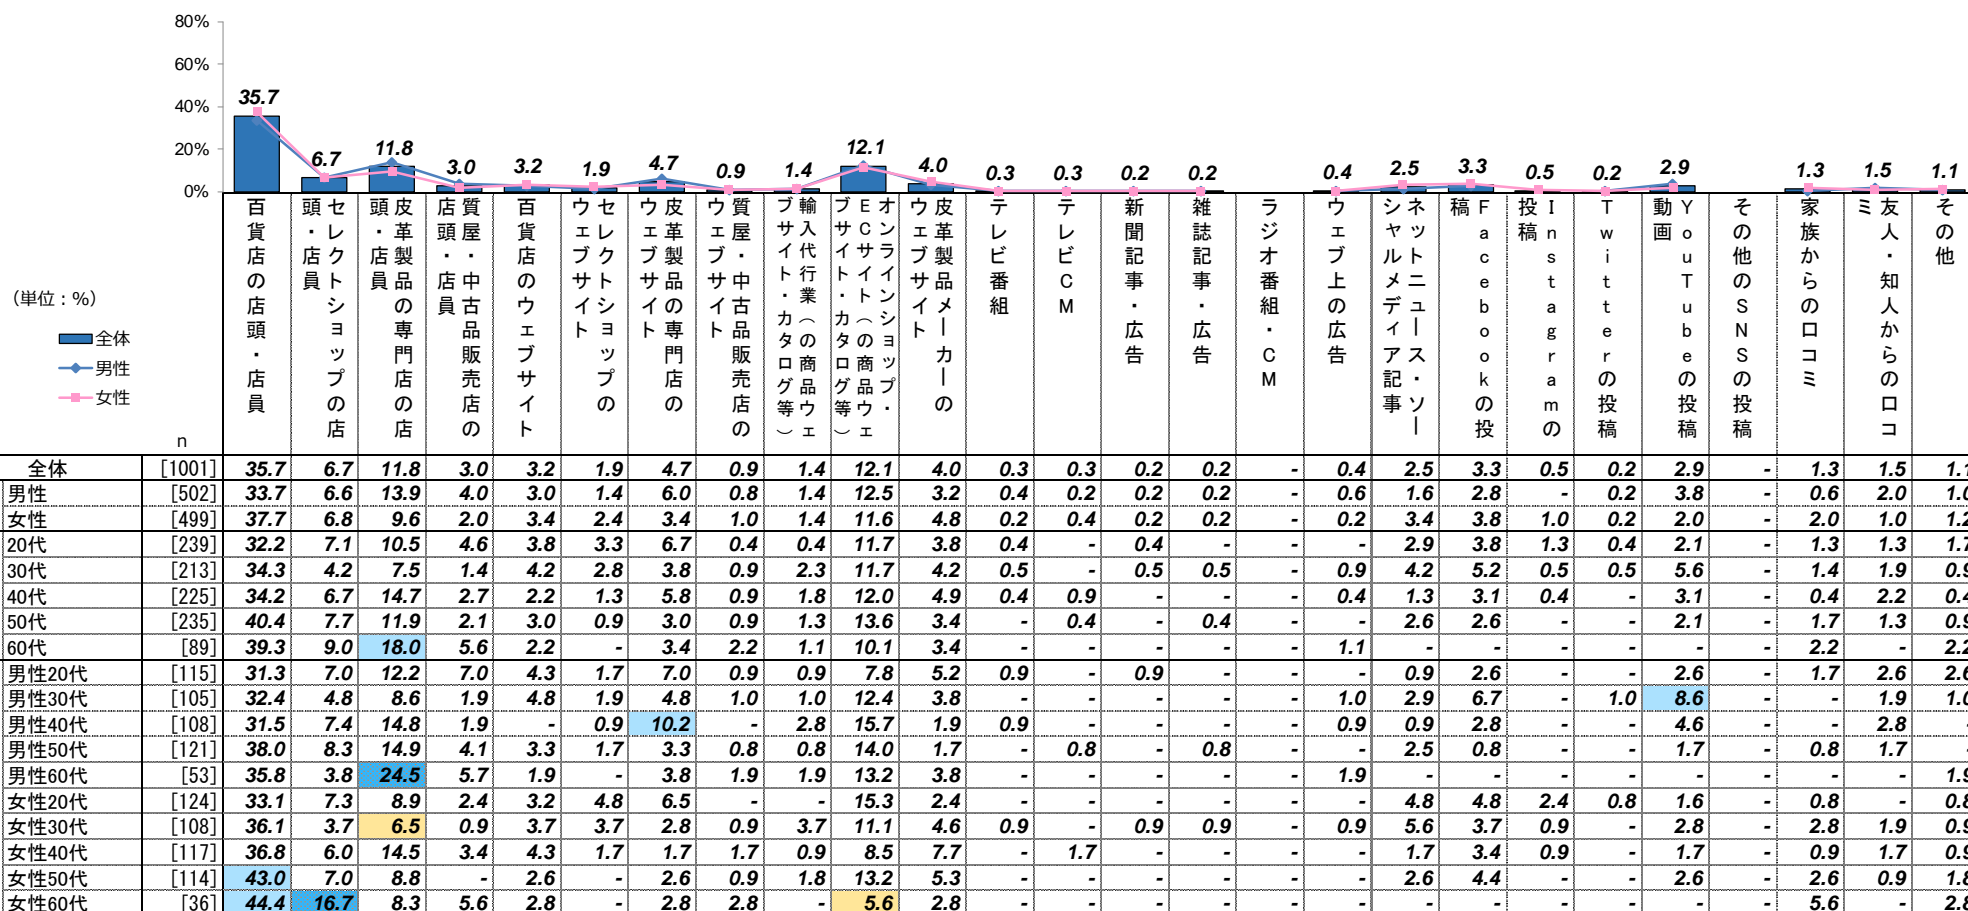 80%
60%
40%
20%
0%
35.7 6.7 11.8 3.0 3.2 1.9 4.7 0.9 1.4 12.1 4.0 0.3 0.3 0.2 0.2 0.4 2.5 3.3 0.5 0.2 2.9 1.3 1.5 1.1
(単位:%)
全体
男性
女性
百貨店の店頭・店員
セレクトショップの店頭・店員
皮革製品の専門店の店頭・店員
質屋・中古品販売店の店頭・店員
百貨店のウェブサイト
セレクトショップのウェブサイト
皮革製品の専門店のウェブサイト
質屋・中古品販売店のウェブサイト
輸入代行業(の商品ウェブサイト・カタログ等)
オンラインショップ・ECサイト(の商品ウェブサイト・カタログ等)
皮革製品メーカーのウェブサイト
テレビ番組
テレビCM
新聞記事・広告
雑誌記事・広告
ラジオ番組・CM
ウェブ上の広告
ネットニュース・ソーシャルメディア記事
Facebookの投稿
Instagramの投稿
Twitterの投稿
YouTubeの投稿動画
その他のSNSの投稿
家族からの口コミ
友人・知人からの口コミ
その他
n
全体 [1001] 35.7 6.7 11.8 3.0 3.2 1.9 4.7 0.9 1.4 12.1 4.0 0.3 0.3 0.2 0.2 - 0.4 2.5 3.3 0.5 0.2 2.9 - 1.3 1.5 1.1
男性 [502] 33.7 6.6 13.9 4.0 3.0 1.4 6.0 0.8 1.4 12.5 3.2 0.4 0.2 0.2 0.2 - 0.6 1.6 2.8 - 0.2 3.8 - 0.6 2.0 1.0
女性 [499] 37.7 6.8 9.6 2.0 3.4 2.4 3.4 1.0 1.4 11.6 4.8 0.2 0.4 0.2 0.2 - 0.2 3.4 3.8 1.0 0.2 2.0 - 2.0 1.0 1.2
20代 [239] 32.2 7.1 10.5 4.6 3.8 3.3 6.7 0.4 0.4 11.7 3.8 0.4 - 0.4 - - - 2.9 3.8 1.3 0.4 2.1 - 1.3 1.3 1.7
30代 [213] 34.3 4.2 7.5 1.4 4.2 2.8 3.8 0.9 2.3 11.7 4.2 0.5 - 0.5 0.5 - 0.9 4.2 5.2 0.5 0.5 5.6 - 1.4 1.9 0.9
40代 [225] 34.2 6.7 14.7 2.7 2.2 1.3 5.8 0.9 1.8 12.0 4.9 0.4 0.9 - - - 0.4 1.3 3.1 0.4 - 3.1 - 0.4 2.2 0.4
50代 [235] 40.4 7.7 11.9 2.1 3.0 0.9 3.0 0.9 1.3 13.6 3.4 - 0.4 - 0.4 - - 2.6 2.6 - - 2.1 - 1.7 1.3 0.9
60代 [89] 39.3 9.0 18.0 5.6 2.2 - 3.4 2.2 1.1 10.1 3.4 - - - - - 1.1 - - - - - - 2.2 - 2.2
男性20代 [115] 31.3 7.0 12.2 7.0 4.3 1.7 7.0 0.9 0.9 7.8 5.2 0.9 - 0.9 - - - 0.9 2.6 - - 2.6 - 1.7 2.6 2.6
男性30代 [105] 32.4 4.8 8.6 1.9 4.8 1.9 4.8 1.0 1.0 12.4 3.8 - - - - - 1.0 2.9 6.7 - 1.0 8.6 - - 1.9 1.0
男性40代 [108] 31.5 7.4 14.8 1.9 - 0.9 10.2 - 2.8 15.7 1.9 0.9 - - - - 0.9 0.9 2.8 - - 4.6 - - 2.8 -
男性50代 [121] 38.0 8.3 14.9 4.1 3.3 1.7 3.3 0.8 0.8 14.0 1.7 - 0.8 - 0.8 - - 2.5 0.8 - - 1.7 - 0.8 1.7 -
男性60代 [53] 35.8 3.8 24.5 5.7 1.9 - 3.8 1.9 1.9 13.2 3.8 - - - - - 1.9 - - - - - - - - 1.9
女性20代 [124] 33.1 7.3 8.9 2.4 3.2 4.8 6.5 - - 15.3 2.4 - - - - - - 4.8 4.8 2.4 0.8 1.6 - 0.8 - 0.8
女性30代 [108] 36.1 3.7 6.5 0.9 3.7 3.7 2.8 0.9 3.7 11.1 4.6 0.9 - 0.9 0.9 - 0.9 5.6 3.7 0.9 - 2.8 - 2.8 1.9 0.9
女性40代 [117] 36.8 6.0 14.5 3.4 4.3 1.7 1.7 1.7 0.9 8.5 7.7 - 1.7 - - - - 1.7 3.4 0.9 - 1.7 - 0.9 1.7 0.9
女性50代 [114] 43.0 7.0 8.8 - 2.6 - 2.6 0.9 1.8 13.2 5.3 - - - - - - 2.6 4.4 - - 2.6 - 2.6 0.9 1.8
女性60代 [36] 44.4 16.7 8.3 5.6 2.8 - 2.8 2.8 - 5.6 2.8 - - - - - - - - - - - - 5.6 - 2.8